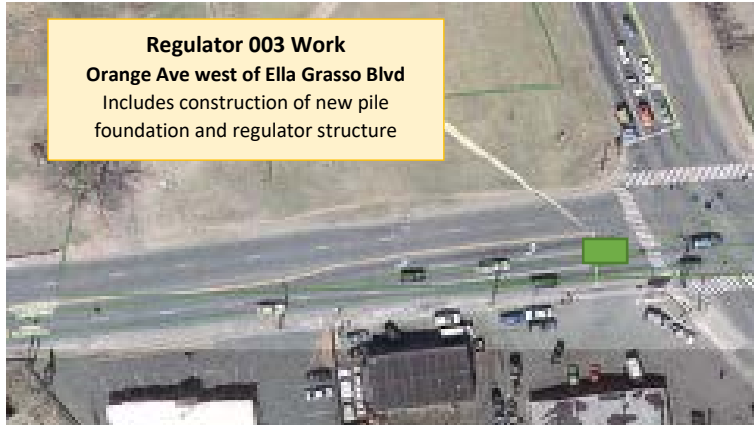 Regulator 003 Work
Orange Ave west of Ella Grasso Blvd
Includes construction of new pile
foundation and regulator structure